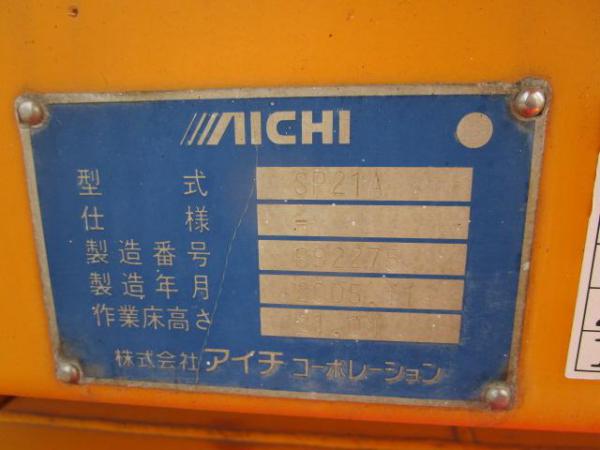 AICHI
型式 SP21A
仕様 =
製造番号 692275
製造年月 2005.11
作業床高さ
株式会社 アイチ コーポレーション